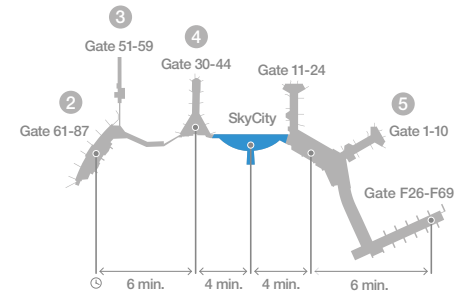 3
Gate 51-59
4
Gate 30-44
Gate 11-24
2
Gate 61-87
SkyCity
5
Gate 1-10
Gate F26-F69
6 min.
4 min.
4 min.
6 min.